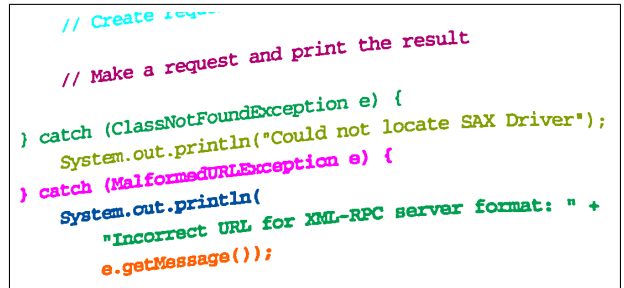 // Create
// Make a request and print the result
} catch (ClassNotFoundException e) {
System.out.println("Could not locate SAX Driver");
} catch (MalformedURLException e) {
System.out.println(
"Incorrect URL for XML-RPC server format: " +
e.getMessage());